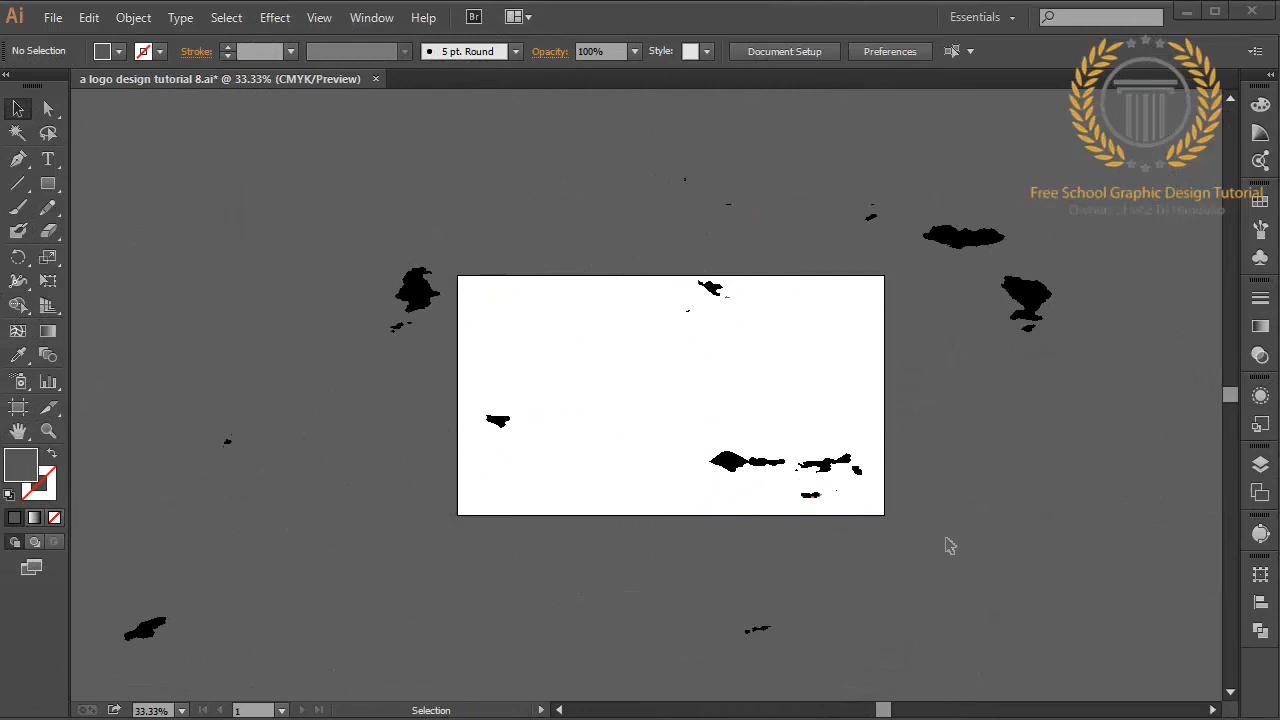 Ai File Edit Object Type Select Effect View Window Help Br Essentials
No Selection Stroke: 5 pt. Round Opacity: 100% Style: Document Setup Preferences
a logo design tutorial 8.ai* @ 33.33% (CMYK/Preview)
Free School Graphic Design Tutorial
33.33% 1 Selection